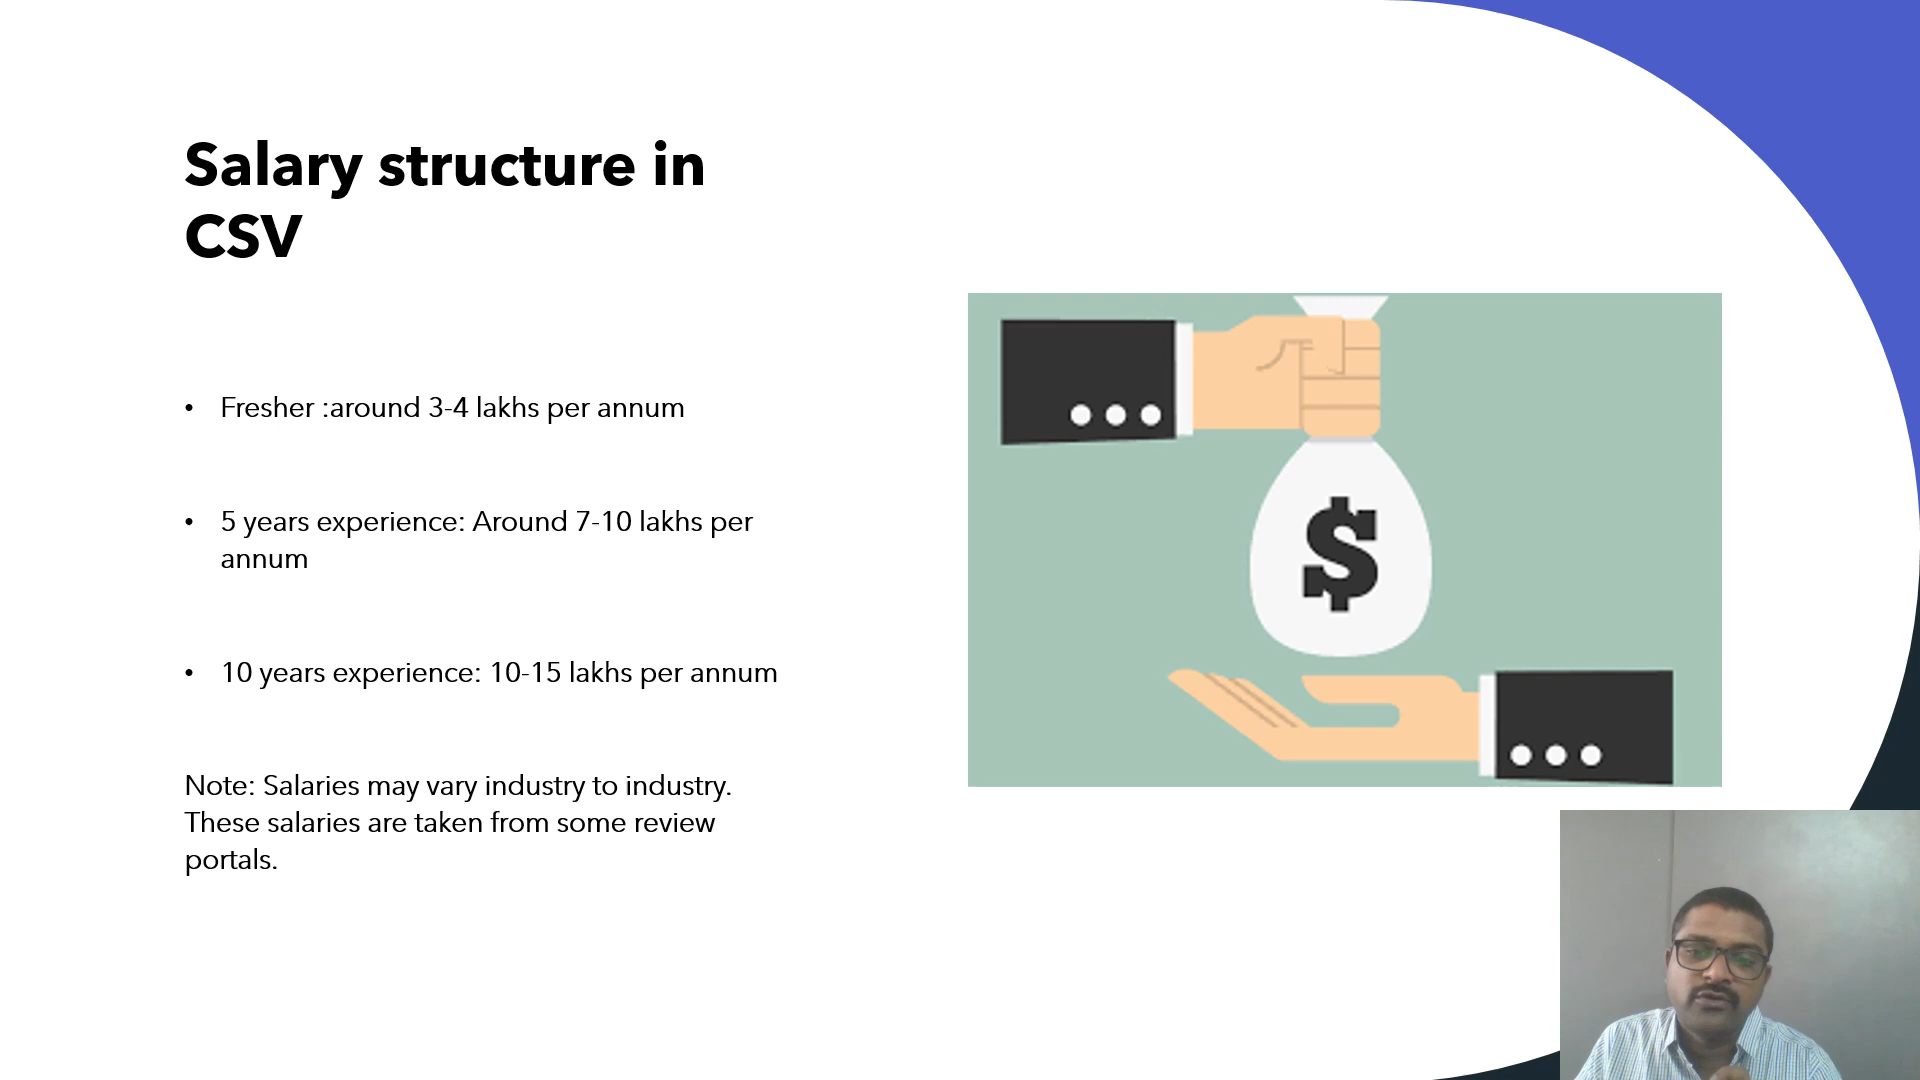 Salary structure in
CSV
• Fresher :around 3-4 lakhs per annum
• 5 years experience: Around 7-10 lakhs per
annum
• 10 years experience: 10-15 lakhs per annum
Note: Salaries may vary industry to industry.
These salaries are taken from some review
portals.
$